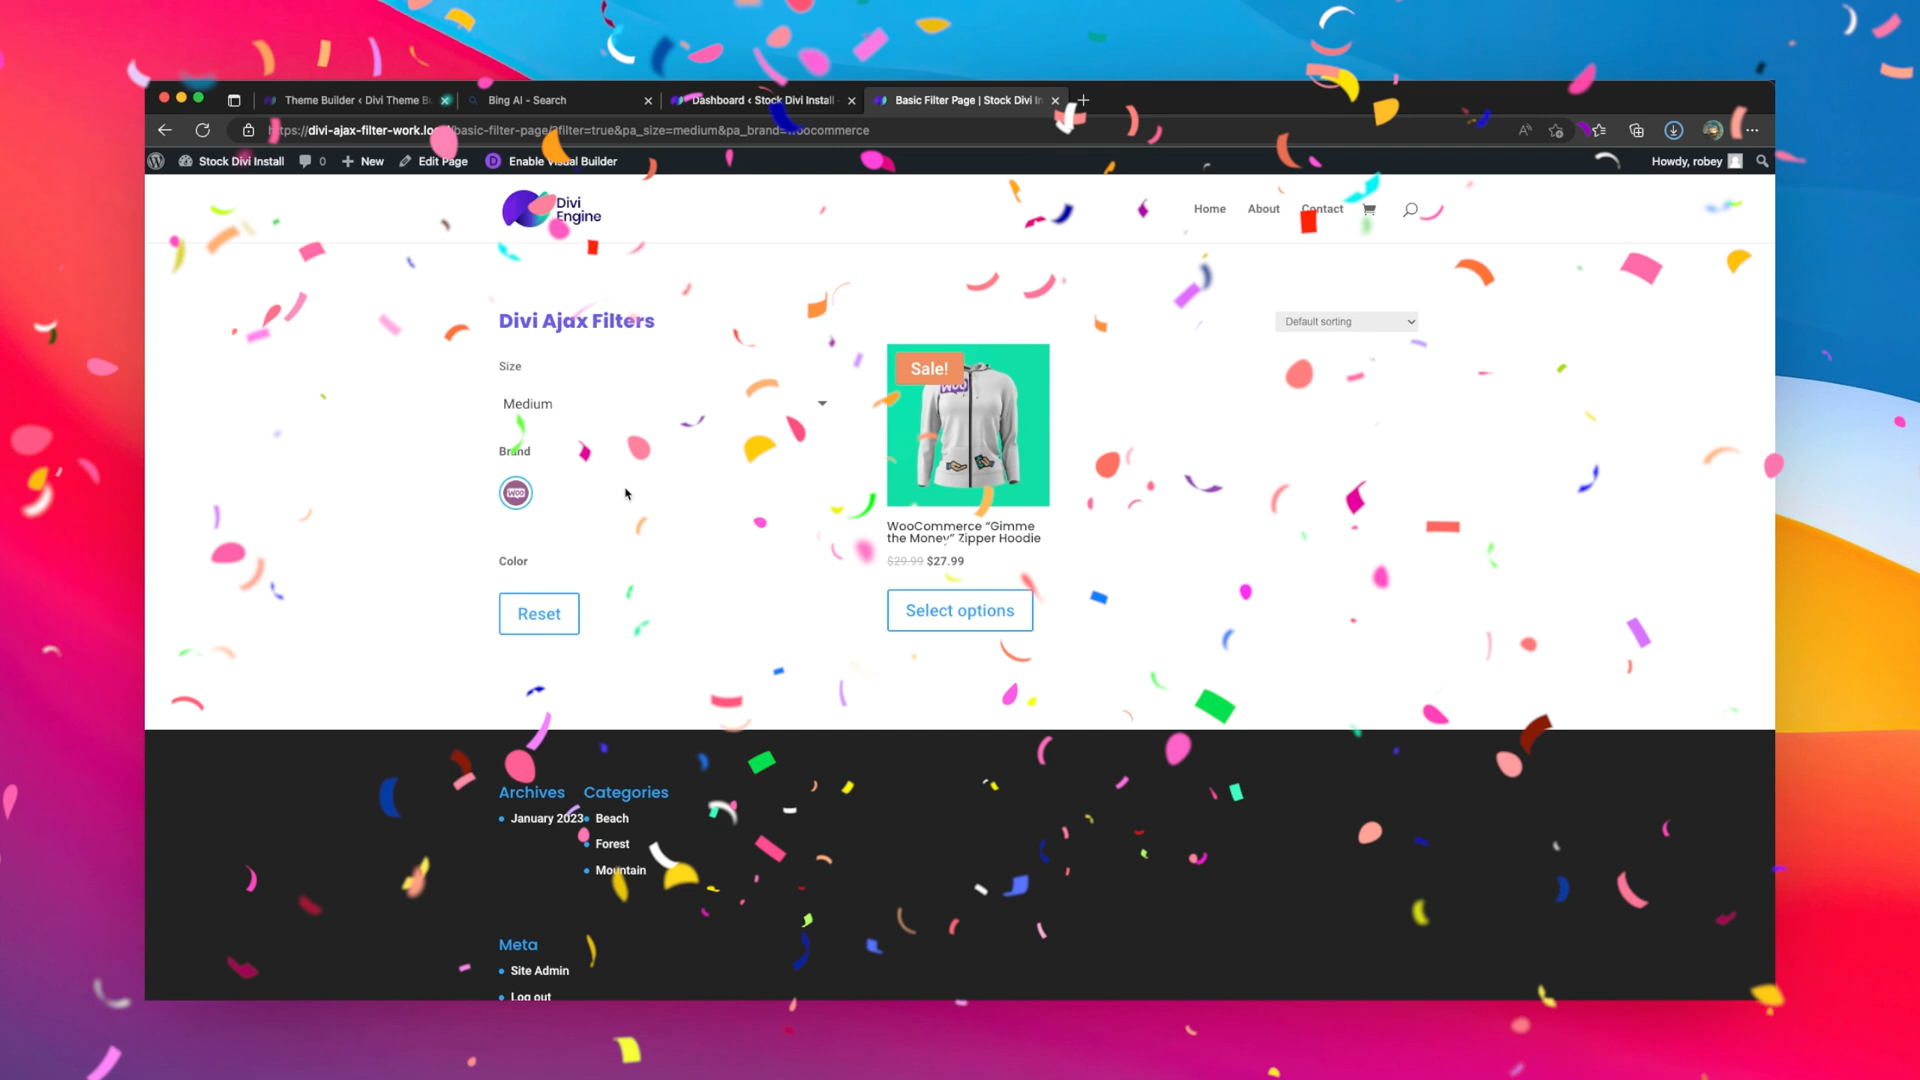 Theme Builder ‹ Divi Theme Bu
Bing AI - Search
Dashboard ‹ Stock Divi Install
Basic Filter Page | Stock Divi In
divi-ajax-filter-work.lo
/basic-filter-page/?filter=true&pa_size=medium&pa_brand=woocommerce
Stock Divi Install
0
New
Edit Page
Enable Visual Builder
Howdy, robey
Divi
Engine
Home
About
Contact
Divi Ajax Filters
Default sorting
Size
Medium
Brand
WOO
Color
Reset
Sale!
WOO
WooCommerce “Gimme
the Money” Zipper Hoodie
$29.99 $27.99
Select options
Archives
January 2023
Categories
Beach
Forest
Mountain
Meta
Site Admin
Log out